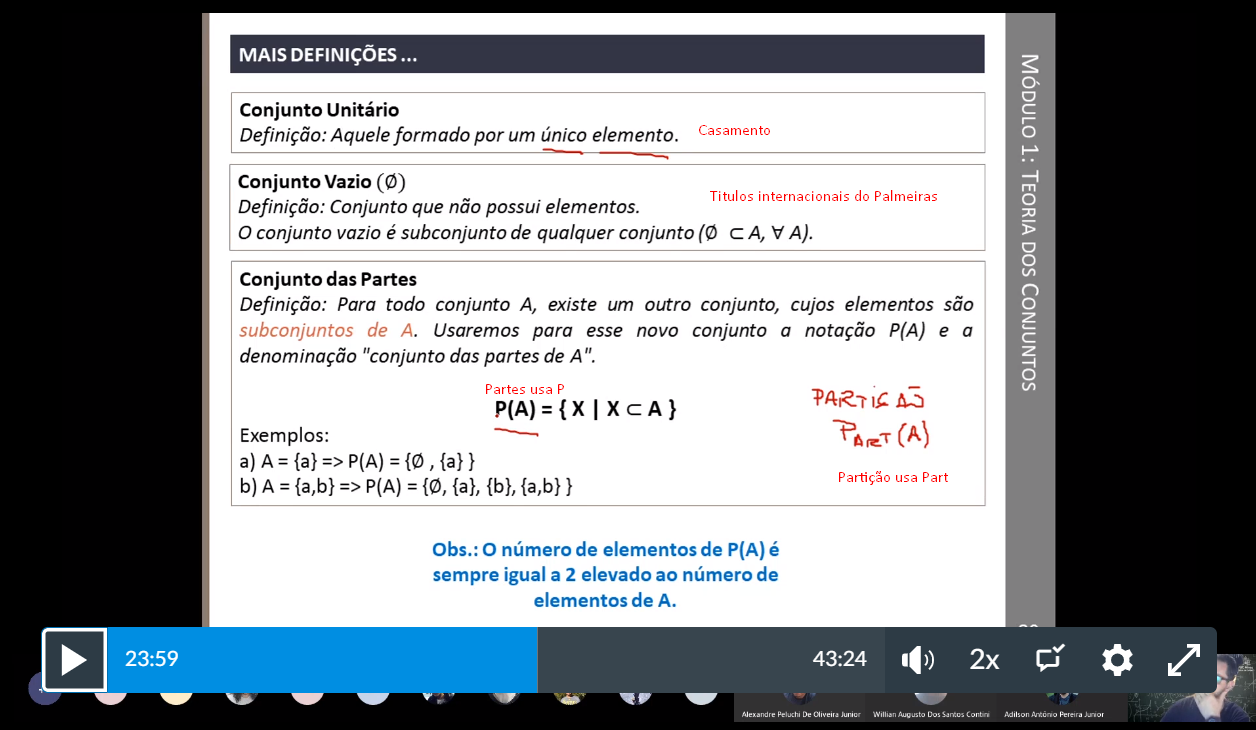 MAIS DEFINIÇÕES ...
Conjunto Unitário
Definição: Aquele formado por um único elemento.
Casamento
Conjunto Vazio (∅)
Definição: Conjunto que não possui elementos.
Titulos internacionais do Palmeiras
O conjunto vazio é subconjunto de qualquer conjunto (∅ ⊂ A, ∀ A).
Conjunto das Partes
Definição: Para todo conjunto A, existe um outro conjunto, cujos elementos são
subconjuntos de A. Usaremos para esse novo conjunto a notação P(A) e a
denominação "conjunto das partes de A".
Partes usa P
P(A) = { X | X ⊂ A }
PARTIÇÃO
PART(A)
Partição usa Part
Exemplos:
a) A = {a} => P(A) = {∅ , {a} }
b) A = {a,b} => P(A) = {∅, {a}, {b}, {a,b} }
Obs.: O número de elementos de P(A) é
sempre igual a 2 elevado ao número de
elementos de A.
MÓDULO 1: TEORIA DOS CONJUNTOS
23:59
43:24
2x
Alexandre Peluchi De Oliveira Junior
Willian Augusto Dos Santos Contini
Adilson Antônio Pereira Junior